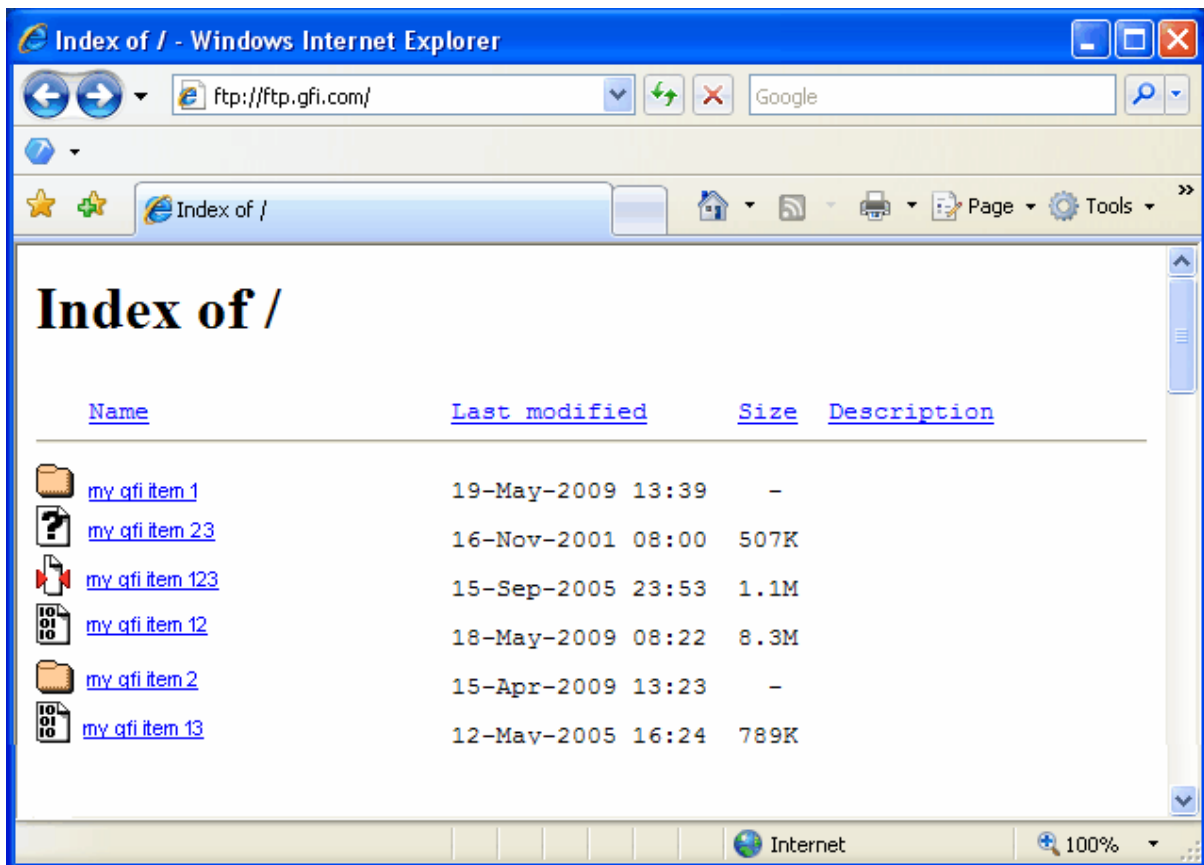 Index of / - Windows Internet Explorer
ftp://ftp.gfi.com/
Google
Index of /
Page
Tools
Index of /
Name Last modified Size Description
my gfi item 1 19-May-2009 13:39 -
my gfi item 23 16-Nov-2001 08:00 507K
my gfi item 123 15-Sep-2005 23:53 1.1M
my gfi item 12 18-May-2009 08:22 8.3M
my gfi item 2 15-Apr-2009 13:23 -
my gfi item 13 12-May-2005 16:24 789K
Internet 100%